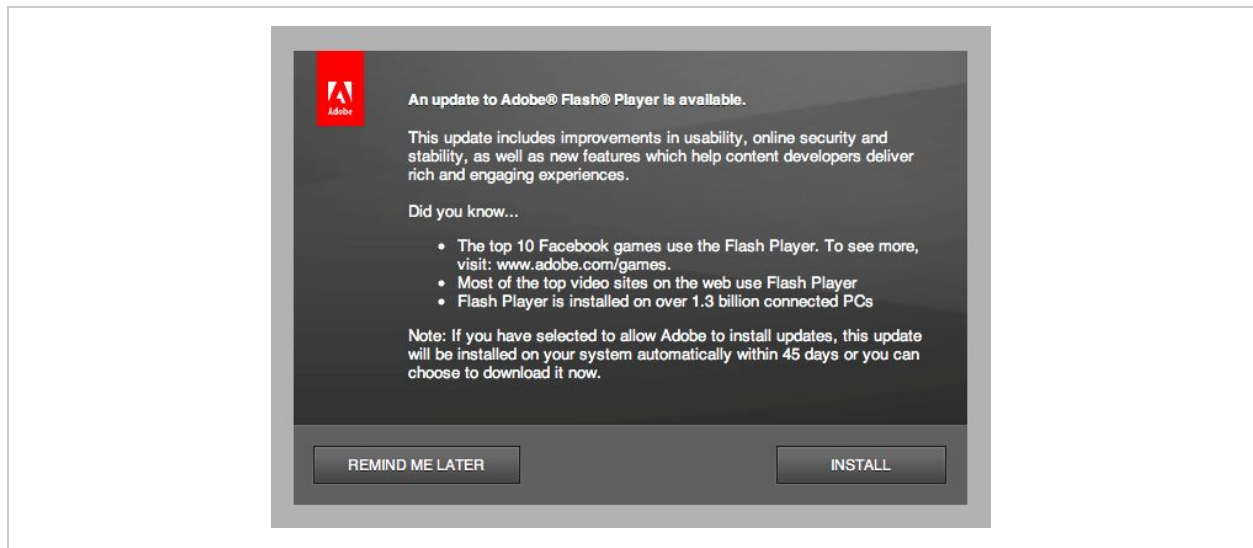 Adobe
An update to Adobe® Flash® Player is available.
This update includes improvements in usability, online security and
stability, as well as new features which help content developers deliver
rich and engaging experiences.
Did you know...
• The top 10 Facebook games use the Flash Player. To see more,
visit: www.adobe.com/games.
• Most of the top video sites on the web use Flash Player
• Flash Player is installed on over 1.3 billion connected PCs
Note: If you have selected to allow Adobe to install updates, this update
will be installed on your system automatically within 45 days or you can
choose to download it now.
REMIND ME LATER
INSTALL